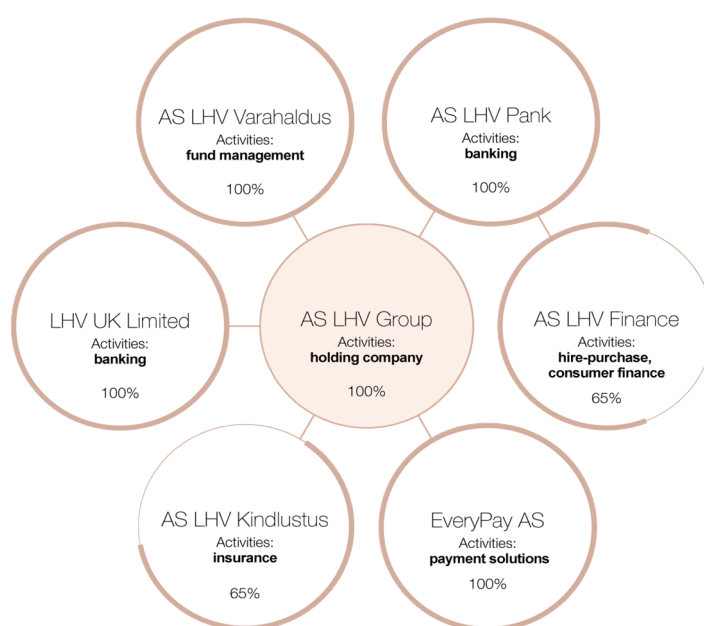 AS LHV Varahaldus
Activities:
fund management
100%
AS LHV Pank
Activities:
banking
100%
LHV UK Limited
Activities:
banking
100%
AS LHV Group
Activities:
holding company
100%
AS LHV Finance
Activities:
hire-purchase,
consumer finance
65%
AS LHV Kindlustus
Activities:
insurance
65%
EveryPay AS
Activities:
payment solutions
100%